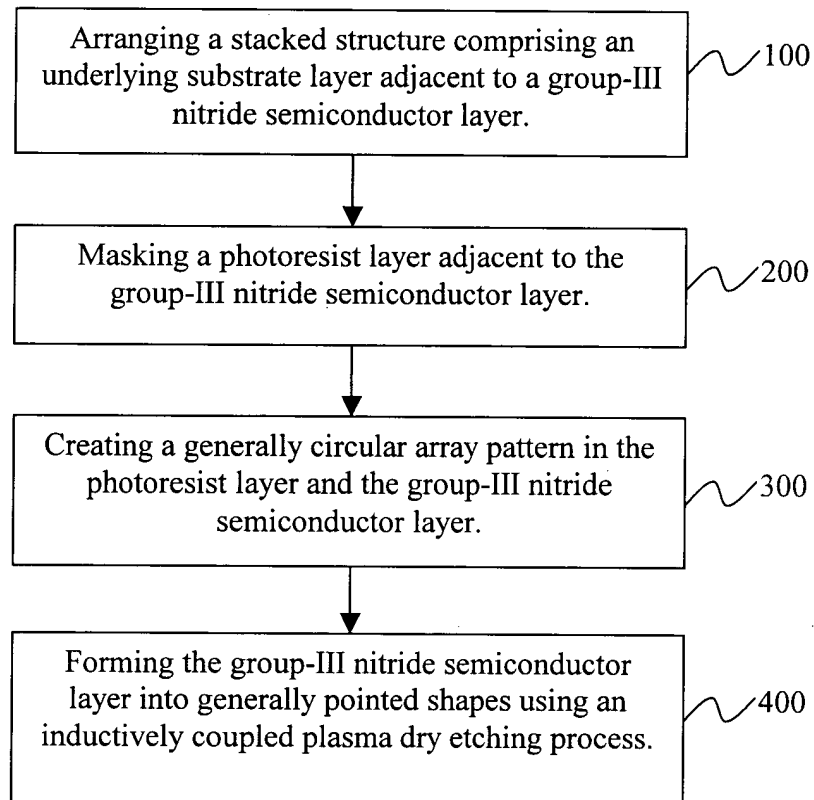 Arranging a stacked structure comprising an
underlying substrate layer adjacent to a group-III
nitride semiconductor layer.
100
Masking a photoresist layer adjacent to the
group-III nitride semiconductor layer.
200
Creating a generally circular array pattern in the
photoresist layer and the group-III nitride
semiconductor layer.
300
Forming the group-III nitride semiconductor
layer into generally pointed shapes using an
inductively coupled plasma dry etching process.
400